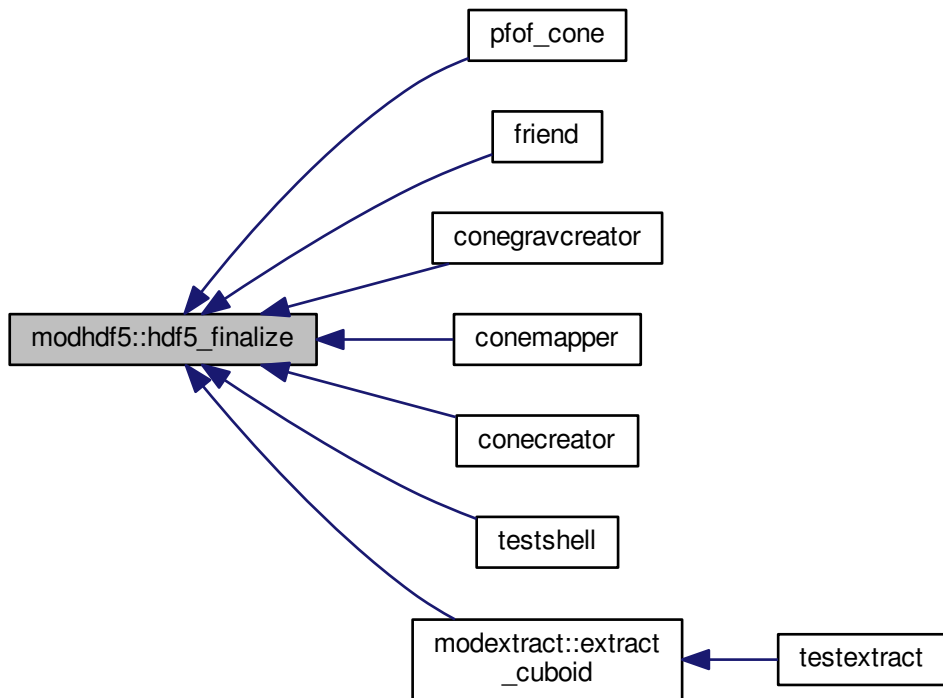 pfof_cone
friend
conegravcreator
modhdf5::hdf5_finalize
conemapper
conecreator
testshell
modextract::extract
_cuboid
testextract